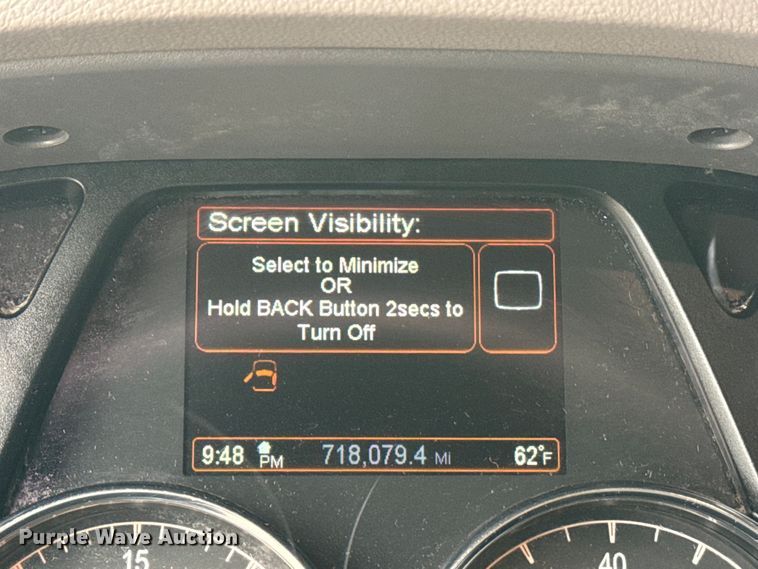 Screen Visibility:
Select to Minimize
OR
Hold BACK Button 2secs to
Turn Off
9:48 PM 718,079.4 Mi 62°F
Purple Wave Auction
15 40